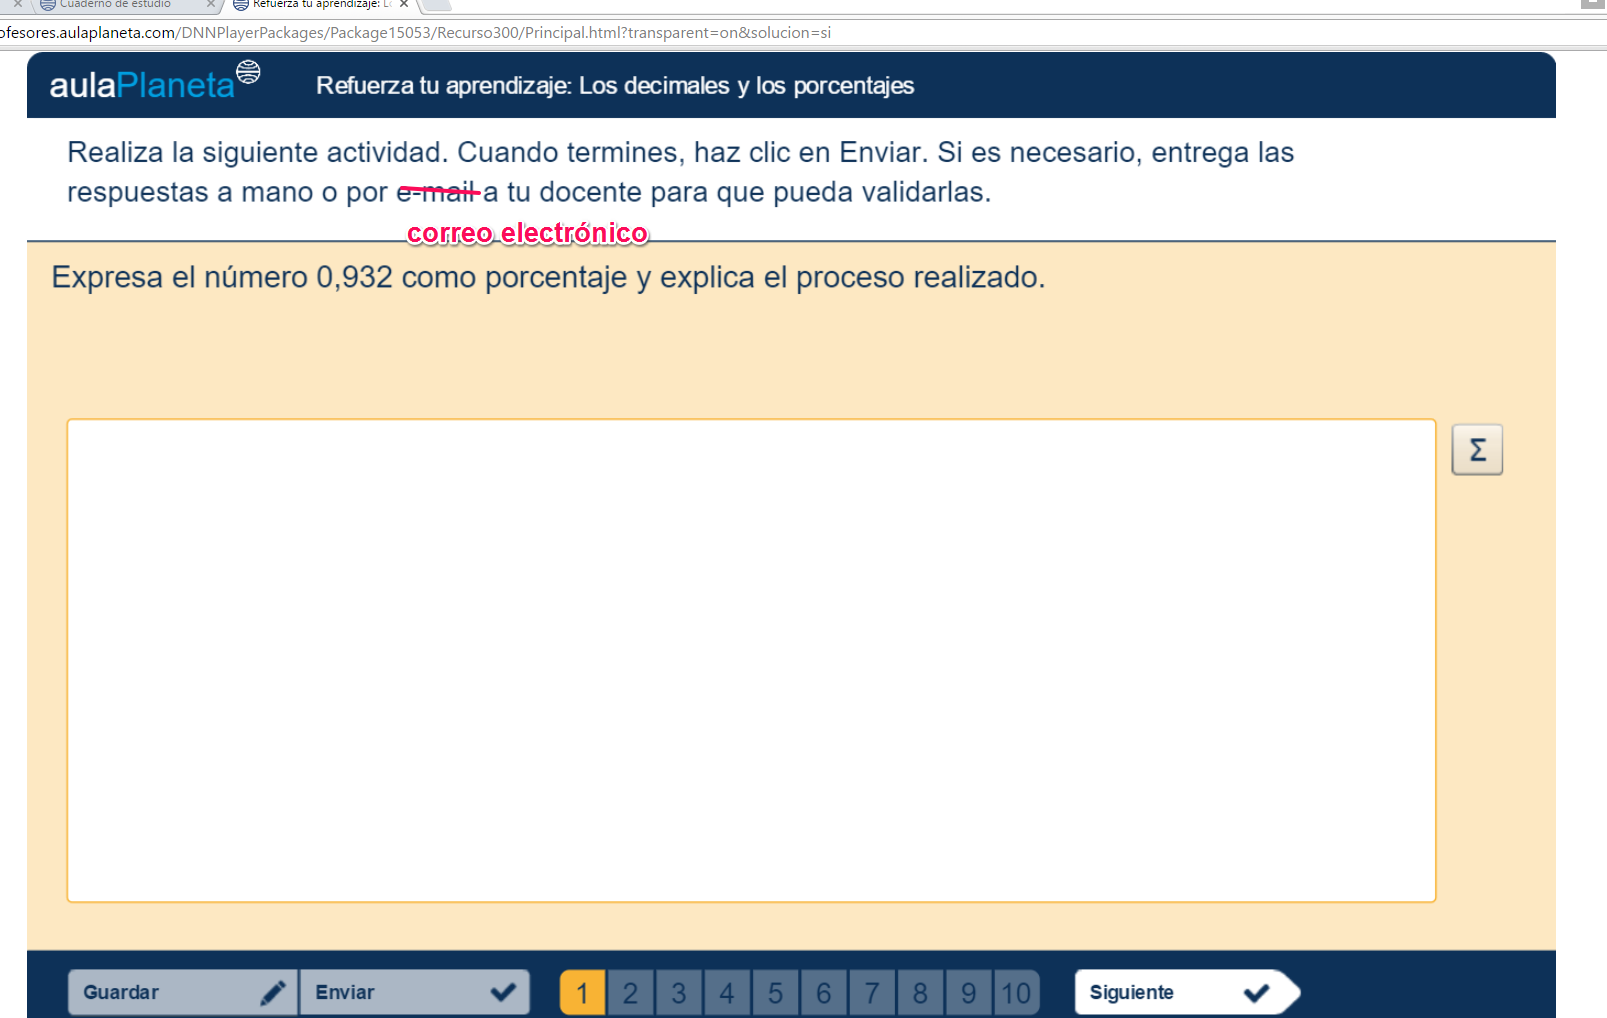 Cuaderno de estudio
Refuerza tu aprendizaje: Lo
ofesores.aulaplaneta.com/DNNPlayerPackages/Package15053/Recurso300/Principal.html?transparent=on&solucion=si
aulaPlaneta
Refuerza tu aprendizaje: Los decimales y los porcentajes
Realiza la siguiente actividad. Cuando termines, haz clic en Enviar. Si es necesario, entrega las
respuestas a mano o por e-mail a tu docente para que pueda validarlas.
correo electrónico
Expresa el número 0,932 como porcentaje y explica el proceso realizado.
Σ
Guardar
Enviar
1 2 3 4 5 6 7 8 9 10
Siguiente